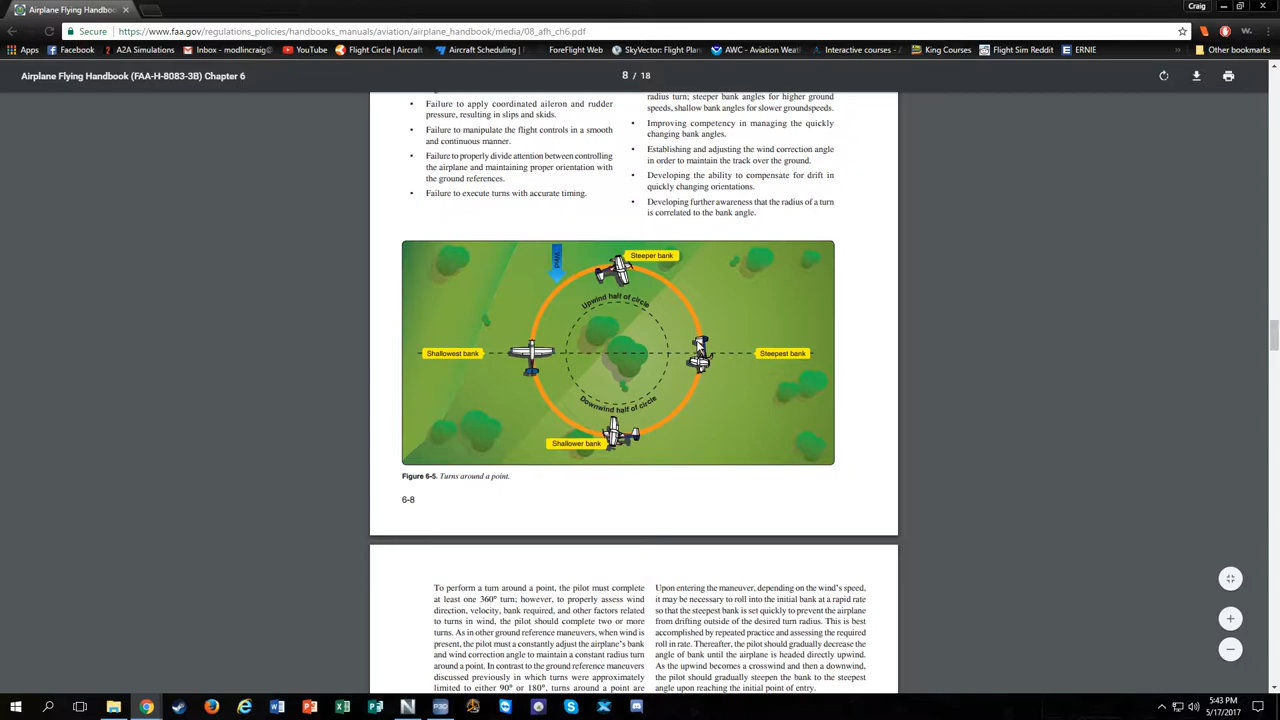 Airplane Flying Handbook
Craig
Secure
https://www.faa.gov/regulations_policies/handbooks_manuals/aviation/airplane_handbook/media/08_afh_ch6.pdf
Apps Facebook A2A Simulations Inbox - modlincraig@ YouTube Flight Circle | Aircraft Aircraft Scheduling | ForeFlight Web SkyVector: Flight Plan AWC - Aviation Weat Interactive courses - King Courses Flight Sim Reddit ERNIE Other bookmarks
Airplane Flying Handbook (FAA-H-8083-3B) Chapter 6
8 / 18
• Failure to apply coordinated aileron and rudder
pressure, resulting in slips and skids.
• Failure to manipulate the flight controls in a smooth
and continuous manner.
• Failure to properly divide attention between controlling
the airplane and maintaining proper orientation with
the ground references.
• Failure to execute turns with accurate timing.
radius turn; steeper bank angles for higher ground
speeds, shallow bank angles for slower groundspeeds.
• Improving competency in managing the quickly
changing bank angles.
• Establishing and adjusting the wind correction angle
in order to maintain the track over the ground.
• Developing the ability to compensate for drift in
quickly changing orientations.
• Developing further awareness that the radius of a turn
is correlated to the bank angle.
Wind
Steeper bank
Upwind half of circle
Shallowest bank
Steepest bank
Downwind half of circle
Shallower bank
Figure 6-5. Turns around a point.
6-8
To perform a turn around a point, the pilot must complete
at least one 360° turn; however, to properly assess wind
direction, velocity, bank required, and other factors related
to turns in wind, the pilot should complete two or more
turns. As in other ground reference maneuvers, when wind is
present, the pilot must a constantly adjust the airplane's bank
and wind correction angle to maintain a constant radius turn
around a point. In contrast to the ground reference maneuvers
discussed previously in which turns were approximately
limited to either 90° or 180°, turns around a point are
Upon entering the maneuver, depending on the wind's speed,
it may be necessary to roll into the initial bank at a rapid rate
so that the steepest bank is set quickly to prevent the airplane
from drifting outside of the desired turn radius. This is best
accomplished by repeated practice and assessing the required
roll in rate. Thereafter, the pilot should gradually decrease the
angle of bank until the airplane is headed directly upwind.
As the upwind becomes a crosswind and then a downwind,
the pilot should gradually steepen the bank to the steepest
angle upon reaching the initial point of entry.
P3D
5:43 PM
5/17/2017